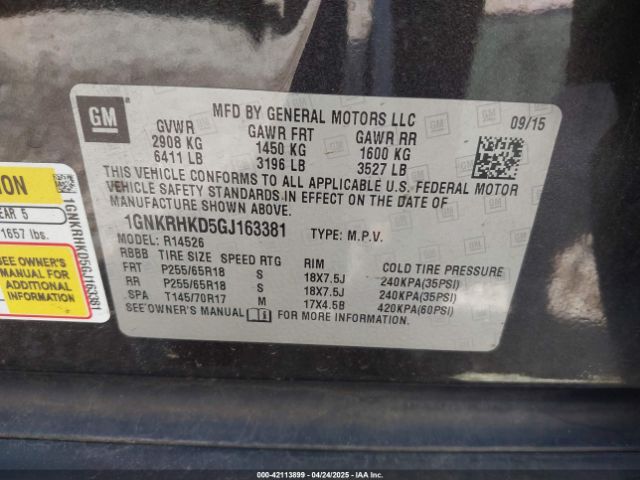 GM
MFD BY GENERAL MOTORS LLC
09/15
GVWR GAWR FRT GAWR RR
2908 KG 1450 KG 1600 KG
6411 LB 3196 LB 3527 LB
THIS VEHICLE CONFORMS TO ALL APPLICABLE U.S. FEDERAL MOTOR
VEHICLE SAFETY STANDARDS IN EFFECT ON THE DATE OF
MANUFACTURE SHOWN ABOVE.
1GNKRHKD5GJ163381 TYPE: M.P.V.
MODEL: R14526
RBBB TIRE SIZE SPEED RTG RIM COLD TIRE PRESSURE
FRT P255/65R18 S 18X7.5J 240KPA(35PSI)
RR P255/65R18 S 18X7.5J 240KPA(35PSI)
SPA T145/70R17 M 17X4.5B 420KPA(60PSI)
SEE OWNER'S MANUAL FOR MORE INFORMATION.
ION
EAR 5
1657 lbs.
SEE OWNER'S
MANUAL FOR
ADDITIONAL
INFORMATION
1GNKRHKD5GJ163381
000-42113899 - 04/24/2025 - IAAI.COM